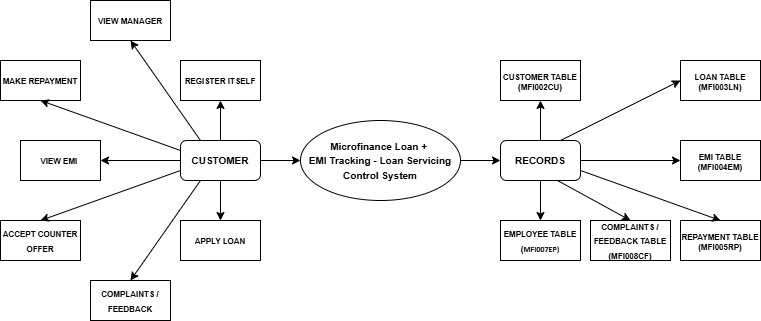 VIEW MANAGER
MAKE REPAYMENT
REGISTER ITSELF
CUSTOMER TABLE
(MFI002CU)
LOAN TABLE
(MFI003LN)
VIEW EMI
CUSTOMER
Microfinance Loan +
EMI Tracking - Loan Servicing
Control System
RECORDS
EMI TABLE
(MFI004EM)
ACCEPT COUNTER
OFFER
APPLY LOAN
EMPLOYEE TABLE
(MFI007EP)
COMPLAINTS /
FEEDBACK TABLE
(MFI008CF)
REPAYMENT TABLE
(MFI005RP)
COMPLAINTS /
FEEDBACK